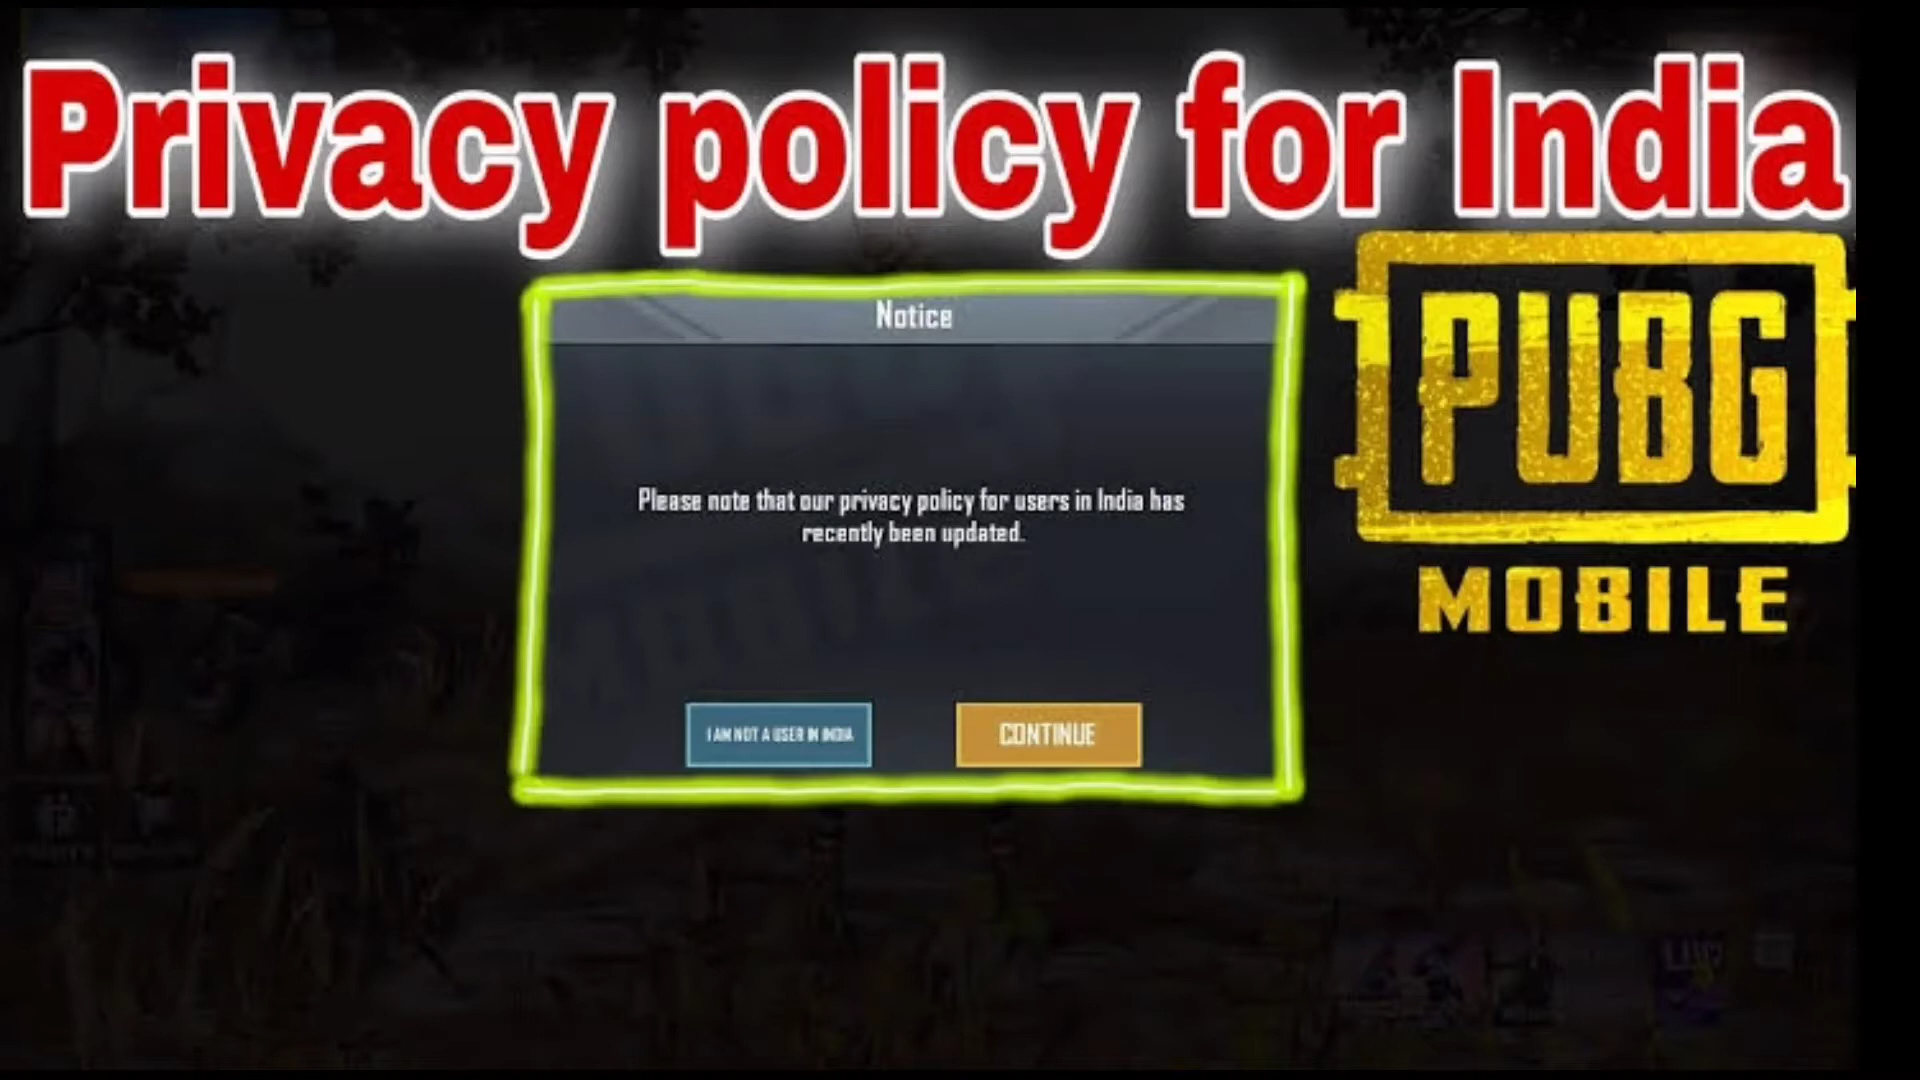 Privacy policy for India
Notice
Please note that our privacy policy for users in India has
recently been updated.
I AM NOT A USER IN INDIA
CONTINUE
PUBG
MOBILE